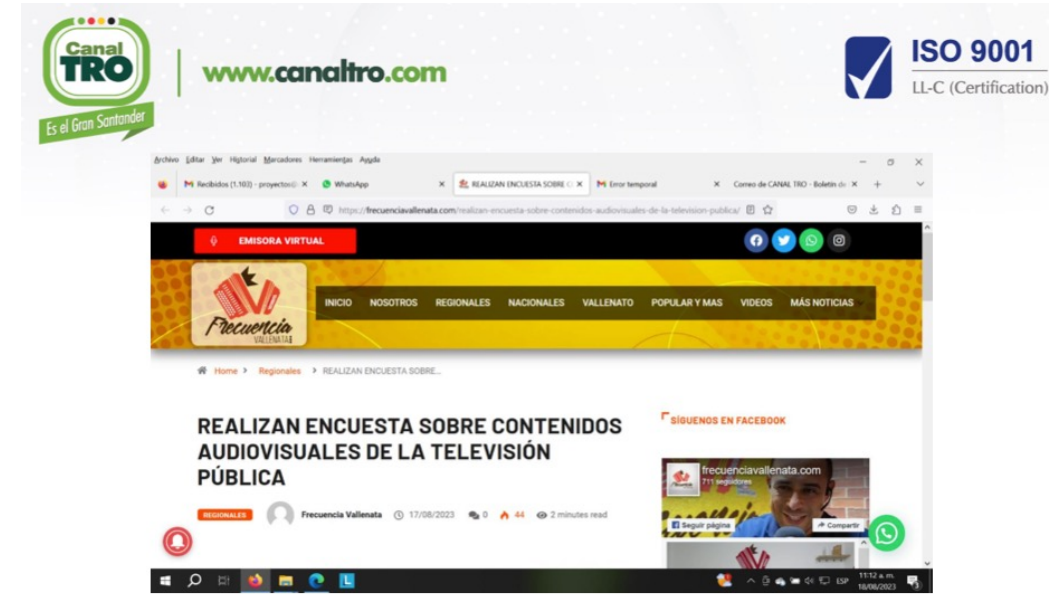 Canal
TRO
Es el Gran Santander
www.canaltro.com
ISO 9001
LL-C (Certification)
Archivo Editar Ver Historial Marcadores Herramientas Ayuda
Recibidos (1.103) - proyectos
WhatsApp
REALIZAN ENCUESTA SOBRE
Error temporal
Correo de CANAL TRO - Boletín de
https://frecuenciavallenata.com/realizan-encuesta-sobre-contenidos-audiovisuales-de-la-television-publica/
EMISORA VIRTUAL
Frecuencia
VALLENATA
INICIO NOSOTROS REGIONALES NACIONALES VALLENATO POPULAR Y MAS VIDEOS MÁS NOTICIAS
Home > Regionales > REALIZAN ENCUESTA SOBRE...
REALIZAN ENCUESTA SOBRE CONTENIDOS
AUDIOVISUALES DE LA TELEVISIÓN
PÚBLICA
REGIONALES Frecuencia Vallenata 17/08/2023 0 44 2 minutes read
SÍGUENOS EN FACEBOOK
frecuenciavallenata.com
711 seguidores
Seguir página
Compartir
ESP
11:12 a. m.
18/08/2023